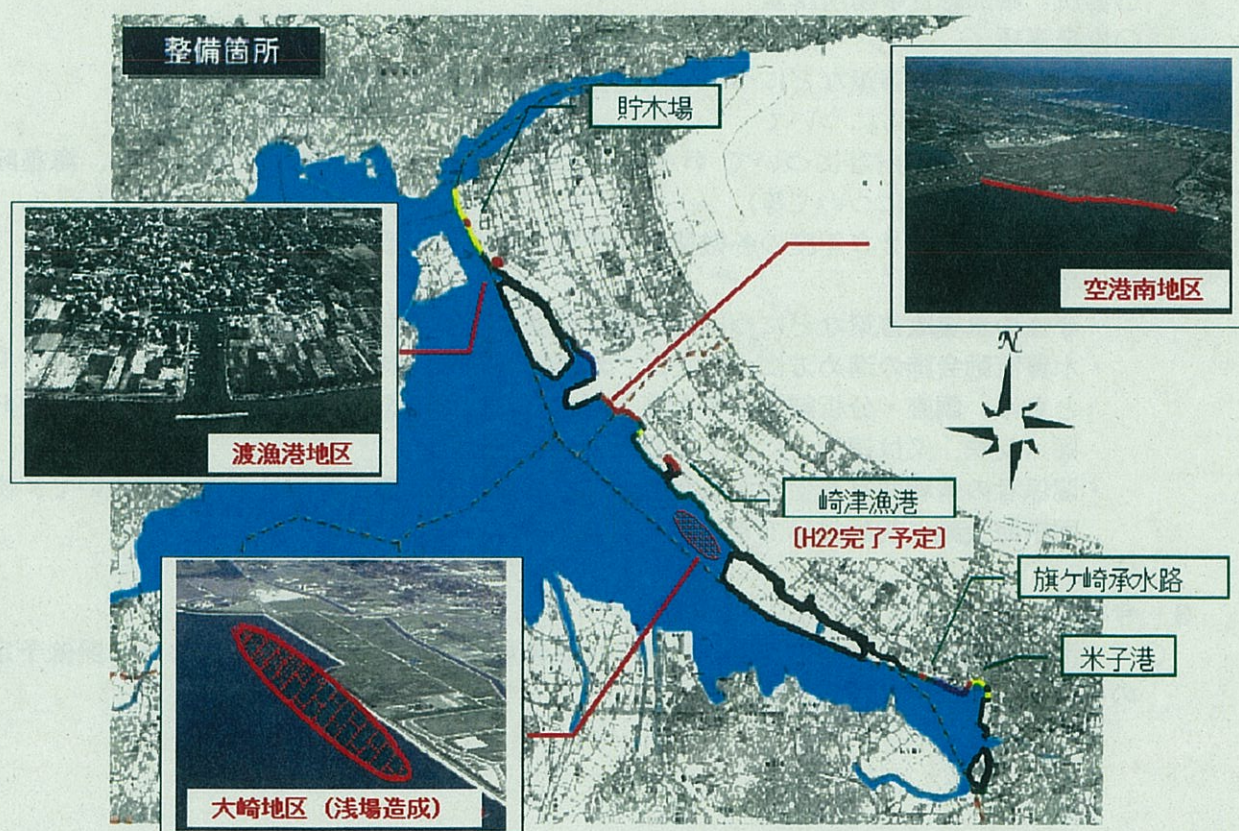 整備箇所
貯木場
空港南地区
渡漁港地区
N
崎津漁港
〔H22完了予定〕
旗ケ崎承水路
米子港
大崎地区（浅場造成）